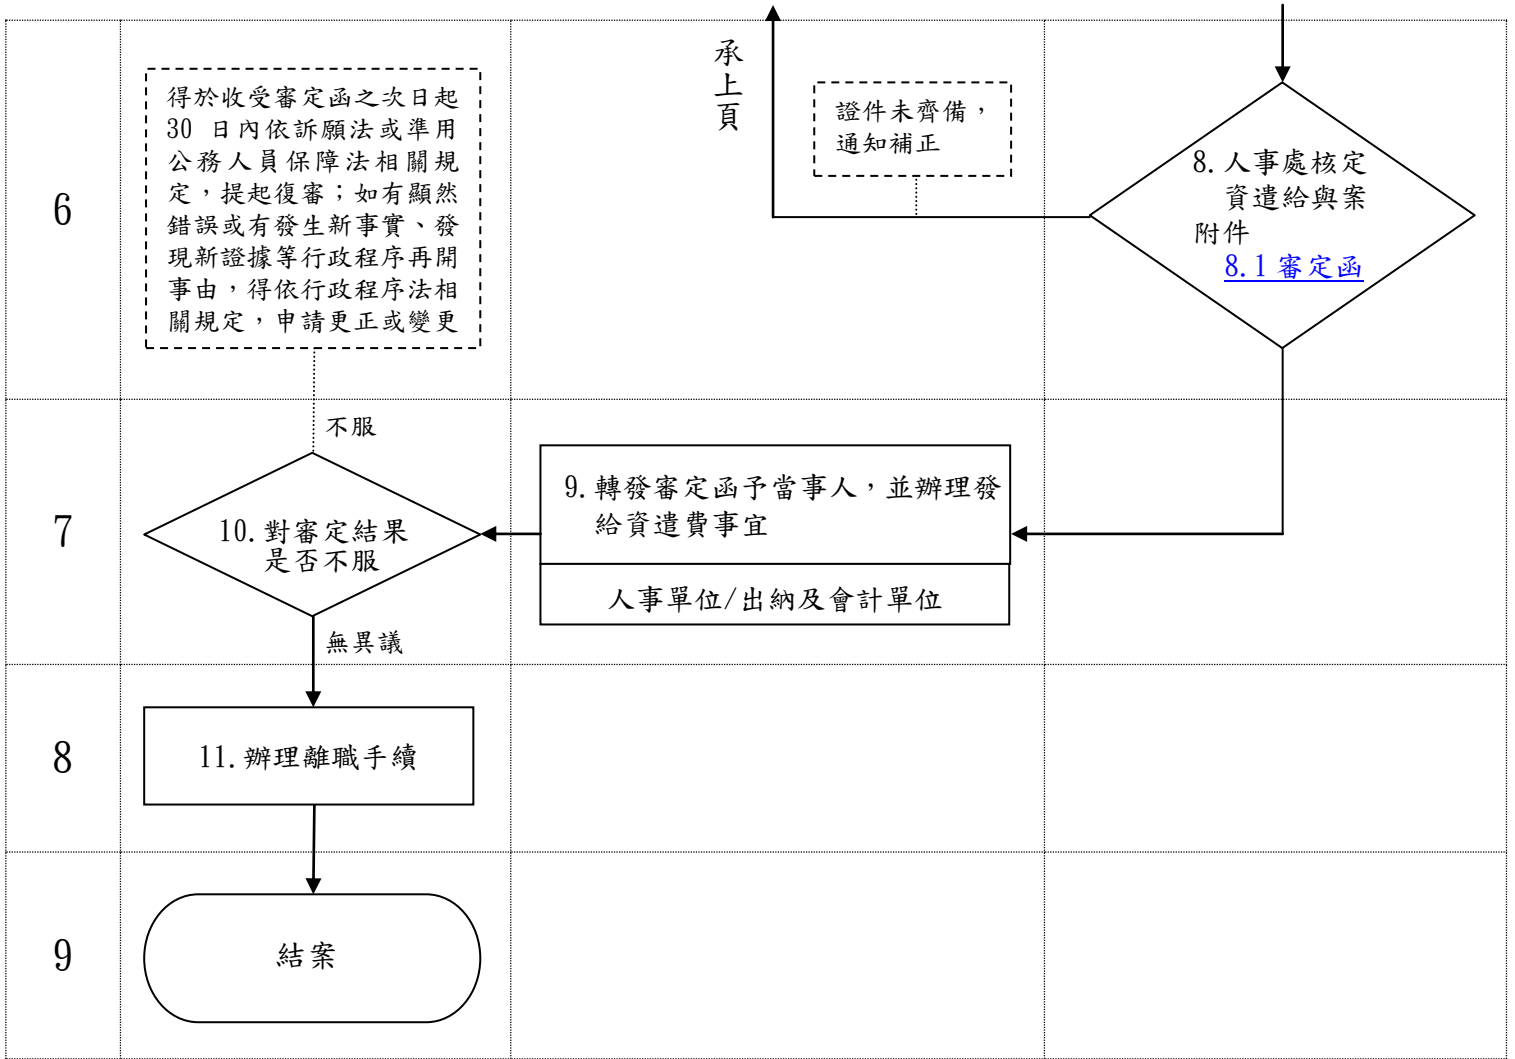 6
得於收受審定函之次日起
30 日內依訴願法或準用
公務人員保障法相關規
定，提起復審；如有顯然
錯誤或有發生新事實、發
現新證據等行政程序再開
事由，得依行政程序法相
關規定，申請更正或變更
承上頁
證件未齊備，
通知補正
8.人事處核定
資遣給與案
附件
8.1審定函
7
不服
10.對審定結果
是否不服
無異議
9.轉發審定函予當事人，並辦理發
給資遣費事宜
人事單位/出納及會計單位
8
11.辦理離職手續
9
結案